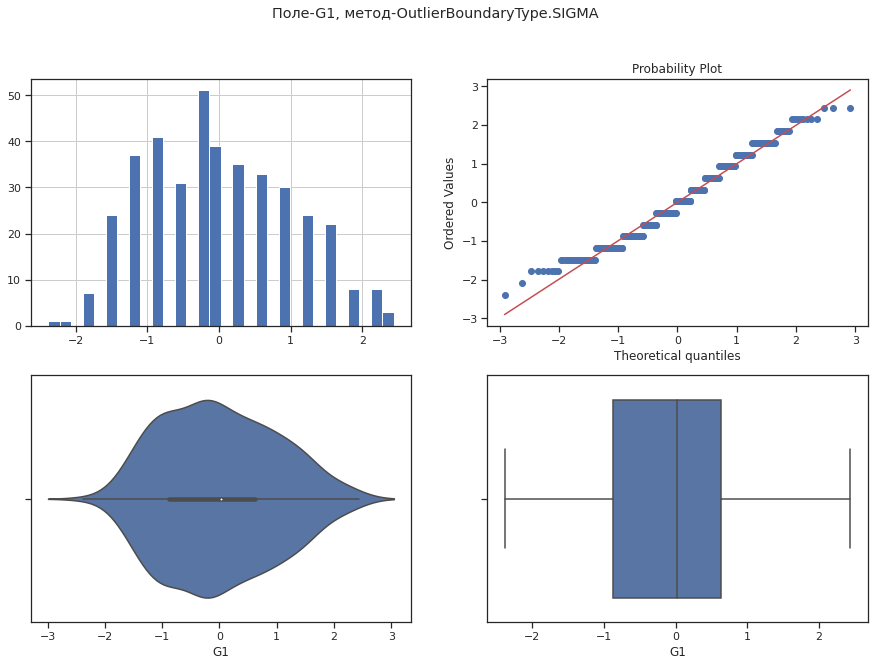 Поле-G1, метод-OutlierBoundaryType.SIGMA
50
40
30
20
10
0
−2 −1 0 1 2
Probability Plot
Ordered Values
3
2
1
0
−1
−2
−3
−3 −2 −1 0 1 2 3
Theoretical quantiles
−3 −2 −1 0 1 2 3
G1
−2 −1 0 1 2
G1